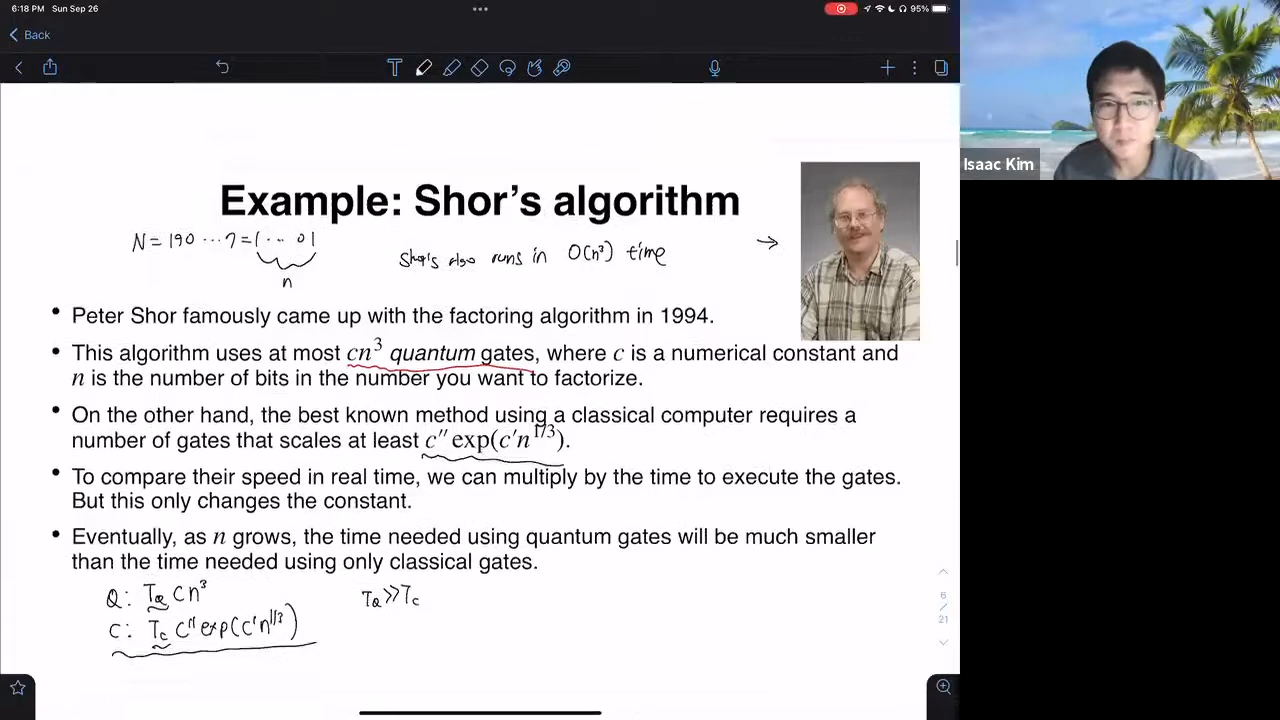 6:18 PM Sun Sep 26
95%
Back
Isaac Kim
Example: Shor's algorithm
N = 190 ... 7 = 1 ... 01
n
Shor's algo runs in O(n³) time
• Peter Shor famously came up with the factoring algorithm in 1994.
• This algorithm uses at most cn³ quantum gates, where c is a numerical constant and
n is the number of bits in the number you want to factorize.
• On the other hand, the best known method using a classical computer requires a
number of gates that scales at least c″ exp(c′n^{1/3}).
• To compare their speed in real time, we can multiply by the time to execute the gates.
But this only changes the constant.
• Eventually, as n grows, the time needed using quantum gates will be much smaller
than the time needed using only classical gates.
Q: T_Q C n³
C: T_C C″ exp(C′n^{1/3})
T_Q >> T_C
6
/
21